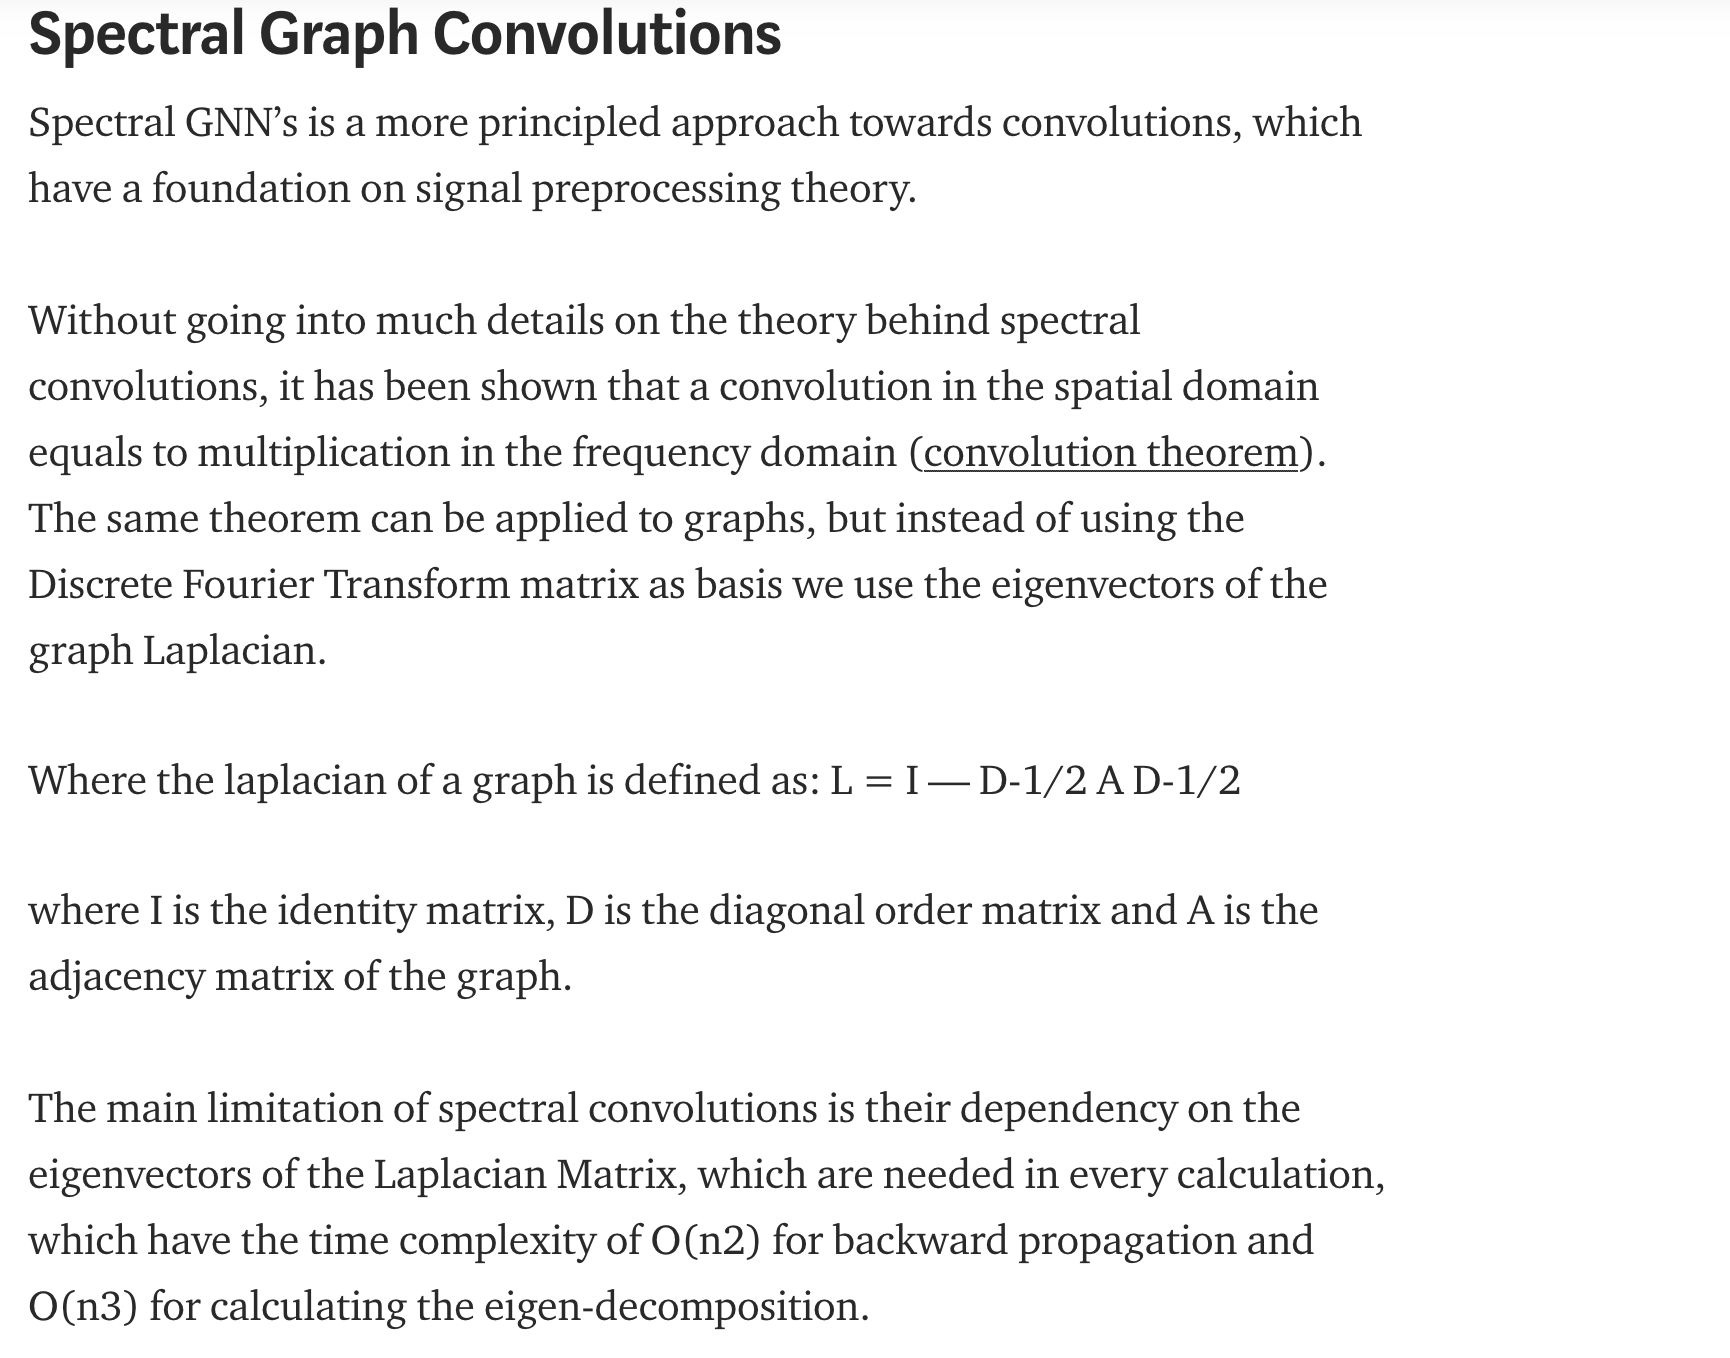 Spectral Graph Convolutions
Spectral GNN’s is a more principled approach towards convolutions, which
have a foundation on signal preprocessing theory.
Without going into much details on the theory behind spectral
convolutions, it has been shown that a convolution in the spatial domain
equals to multiplication in the frequency domain (convolution theorem).
The same theorem can be applied to graphs, but instead of using the
Discrete Fourier Transform matrix as basis we use the eigenvectors of the
graph Laplacian.
Where the laplacian of a graph is defined as: L = I — D-1/2 A D-1/2
where I is the identity matrix, D is the diagonal order matrix and A is the
adjacency matrix of the graph.
The main limitation of spectral convolutions is their dependency on the
eigenvectors of the Laplacian Matrix, which are needed in every calculation,
which have the time complexity of O(n2) for backward propagation and
O(n3) for calculating the eigen-decomposition.